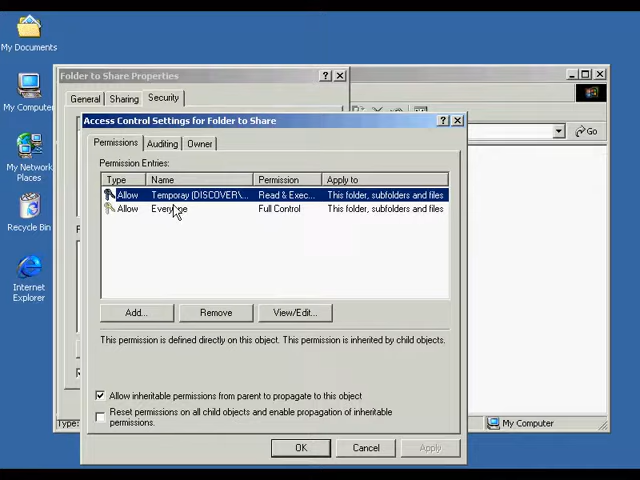 My Documents
My Computer
My Network
Places
Recycle Bin
Internet
Explorer
Folder to Share Properties
General
Sharing
Security
Go
Access Control Settings for Folder to Share
Permissions
Auditing
Owner
Permission Entries:
Type Name Permission Apply to
Allow Temporay (DISCOVER\... Read & Exec... This folder, subfolders and files
Allow Everyone Full Control This folder, subfolders and files
Add...
Remove
View/Edit...
This permission is defined directly on this object. This permission is inherited by child objects.
Allow inheritable permissions from parent to propagate to this object
Reset permissions on all child objects and enable propagation of inheritable
permissions.
OK
Cancel
Apply
Type:
My Computer